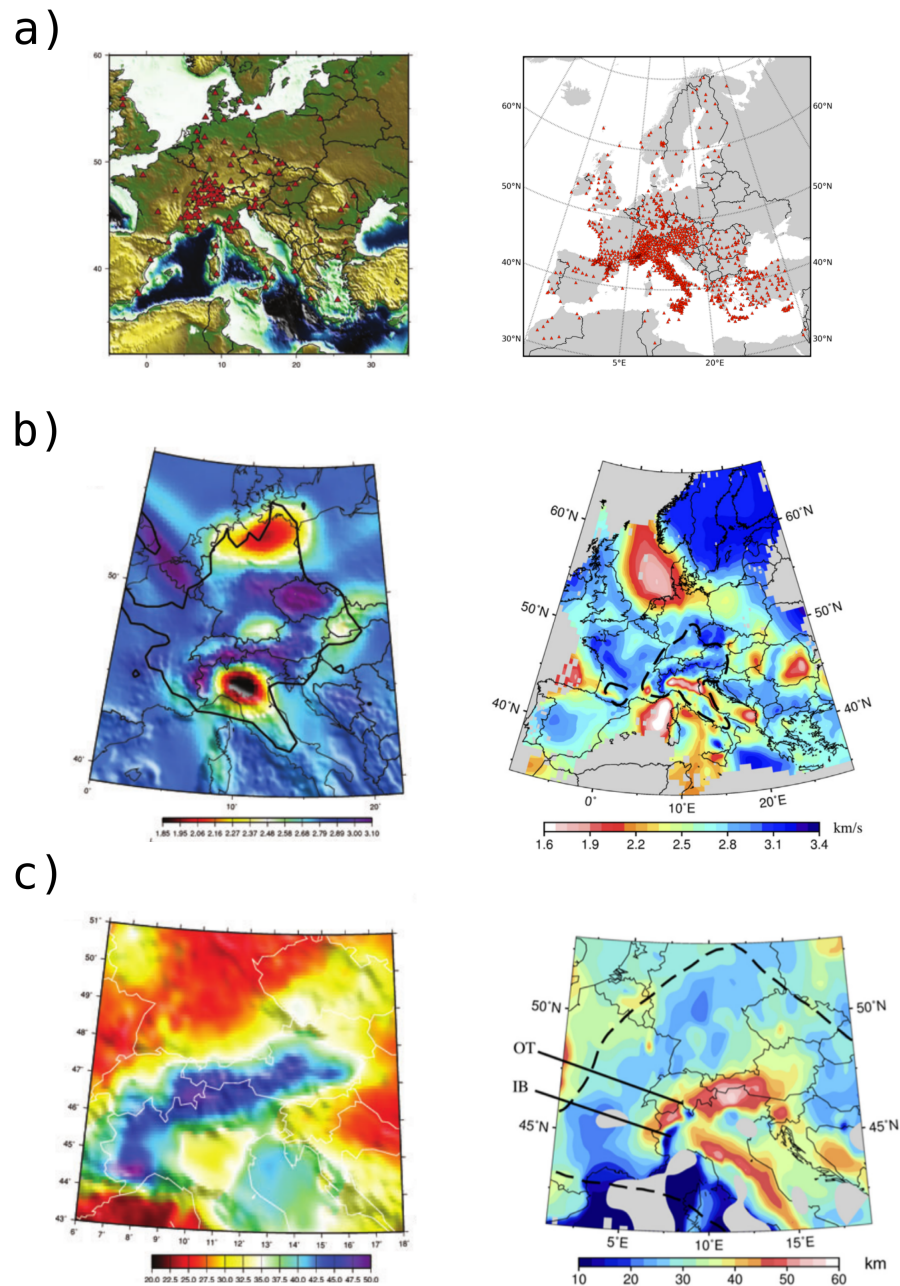 a)
60
50
40
0 10 20 30
60°N 60°N
50°N 50°N
40°N 40°N
30°N 30°N
5°E 20°E
b)
50°
40°
0° 10° 20°
1.85 1.95 2.06 2.16 2.27 2.37 2.48 2.58 2.68 2.79 2.89 3.00 3.10
60˚N 60˚N
50˚N 50˚N
40˚N 40˚N
0˚ 10˚E 20˚E
km/s
1.6 1.9 2.2 2.5 2.8 3.1 3.4
c)
51°
50°
49°
48°
47°
46°
45°
44°
43°
6° 7° 8° 9° 10° 11° 12° 13° 14° 15° 16° 17° 18°
20.0 22.5 25.0 27.5 30.0 32.5 35.0 37.5 40.0 42.5 45.0 47.5 50.0
50˚N 50˚N
OT
IB
45˚N 45˚N
5˚E 10˚E 15˚E
km
10 20 30 40 50 60